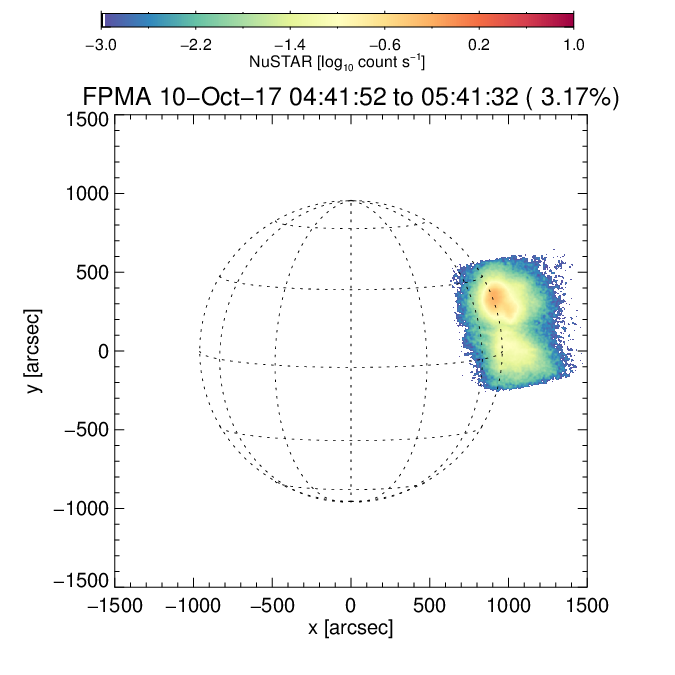 −3.0 −2.2 −1.4 −0.6 0.2 1.0
NuSTAR [log₁₀ count s⁻¹]
FPMA 10−Oct−17 04:41:52 to 05:41:32 ( 3.17%)
1500
1000
500
0
−500
−1000
−1500
y [arcsec]
−1500 −1000 −500 0 500 1000 1500
x [arcsec]